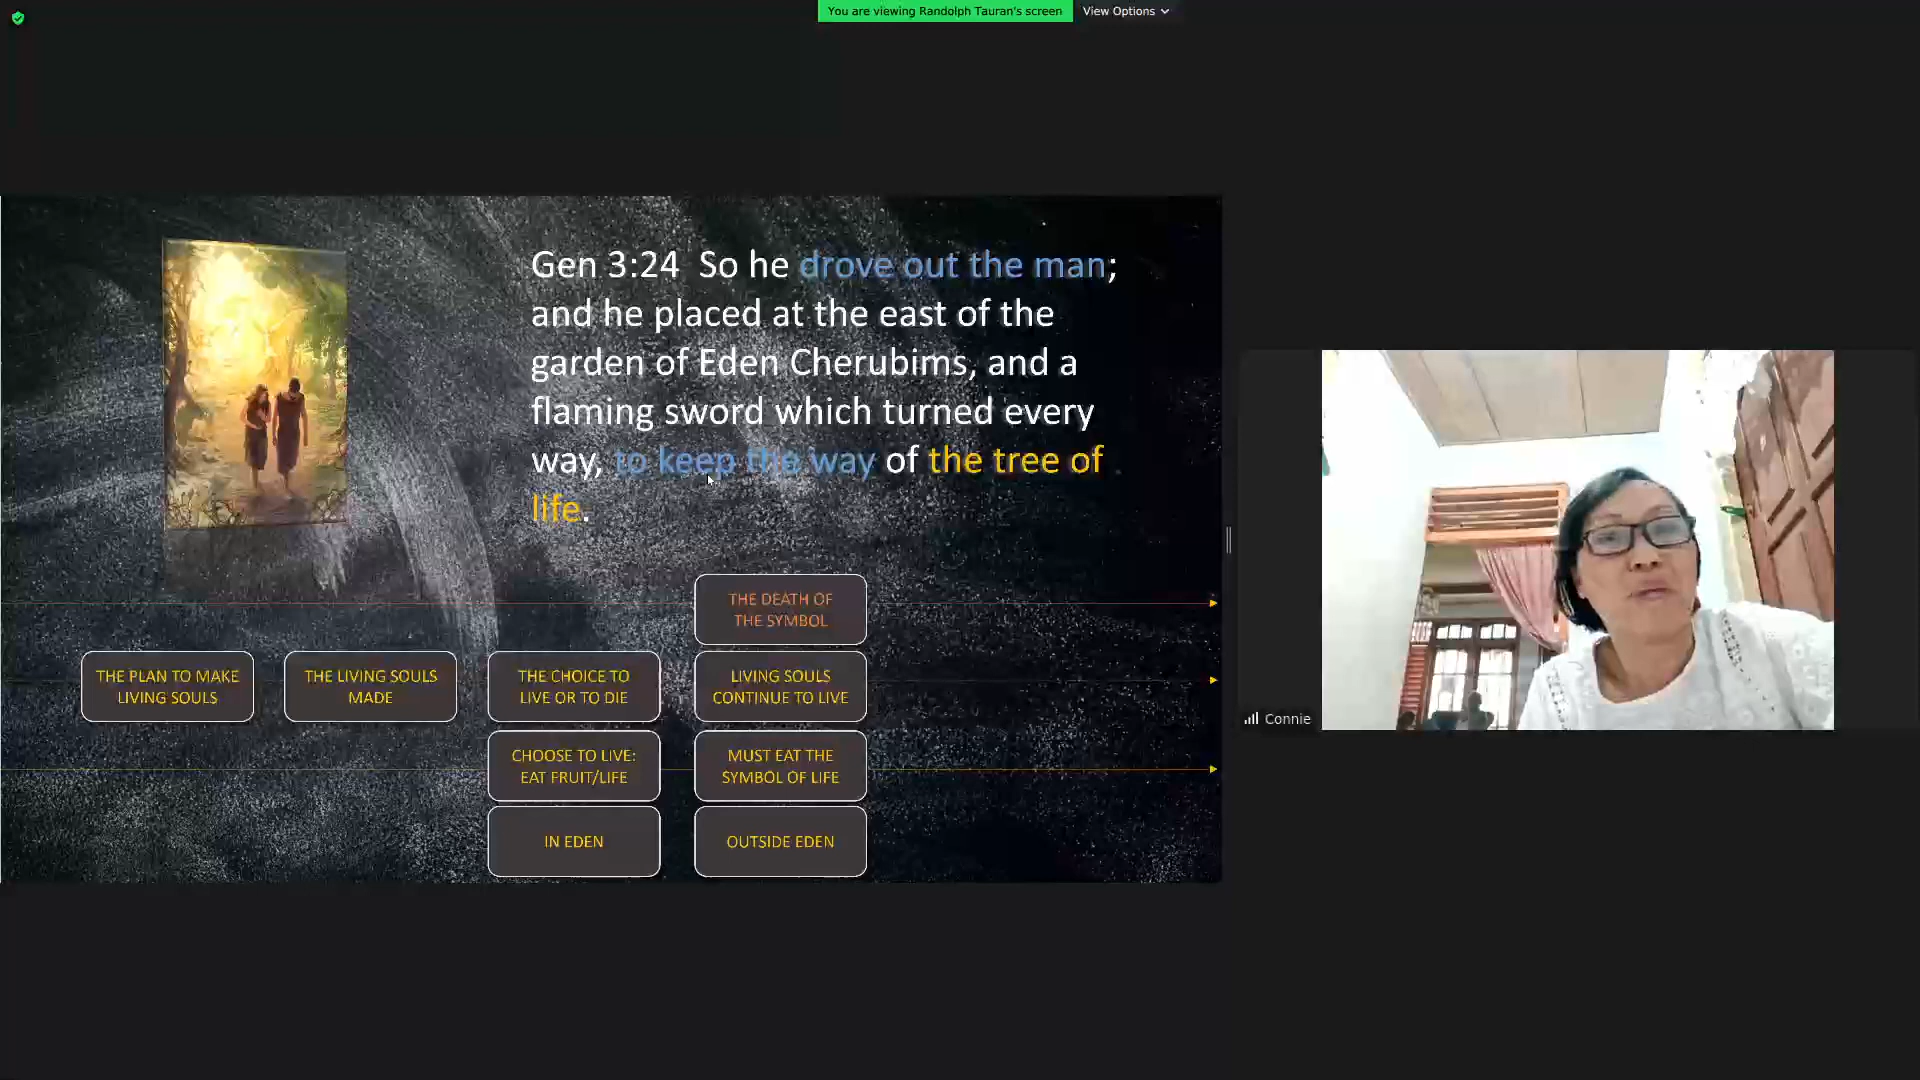 You are viewing Randolph Tauran's screen
View Options
Gen 3:24 So he drove out the man;
and he placed at the east of the
garden of Eden Cherubims, and a
flaming sword which turned every
way, to keep the way of the tree of
life.
THE DEATH OF
THE SYMBOL
THE PLAN TO MAKE
LIVING SOULS
THE LIVING SOULS
MADE
THE CHOICE TO
LIVE OR TO DIE
LIVING SOULS
CONTINUE TO LIVE
CHOOSE TO LIVE:
EAT FRUIT/LIFE
MUST EAT THE
SYMBOL OF LIFE
IN EDEN
OUTSIDE EDEN
Connie